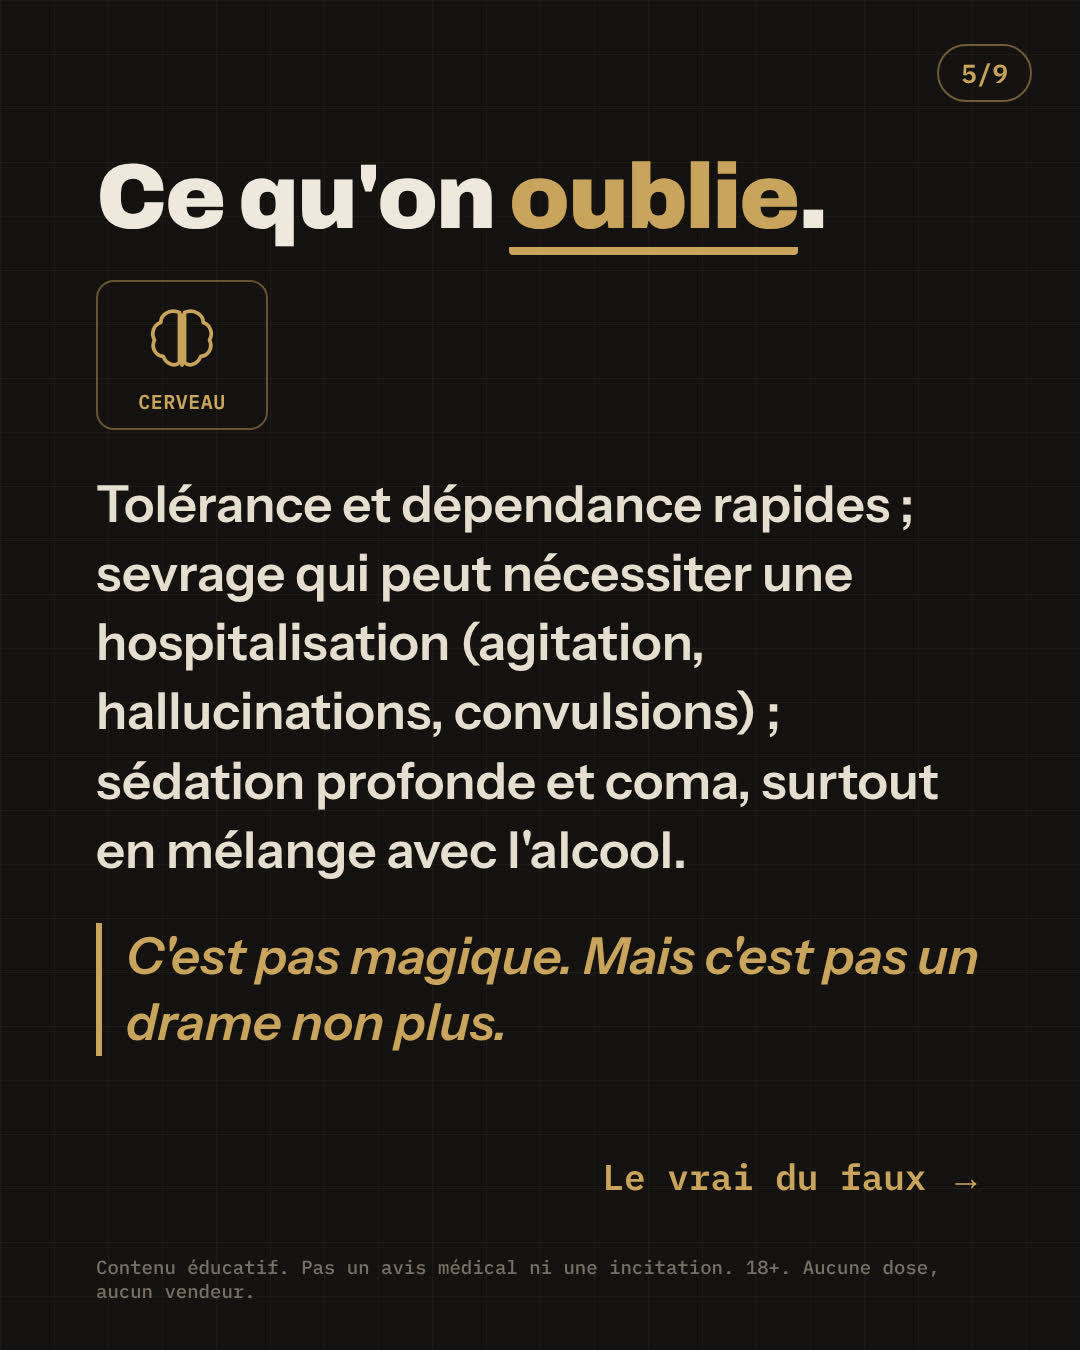 5/9
Ce qu'on oublie.
CERVEAU
Tolérance et dépendance rapides ;
sevrage qui peut nécessiter une
hospitalisation (agitation,
hallucinations, convulsions) ;
sédation profonde et coma, surtout
en mélange avec l'alcool.
C'est pas magique. Mais c'est pas un
drame non plus.
Le vrai du faux →
Contenu éducatif. Pas un avis médical ni une incitation. 18+. Aucune dose,
aucun vendeur.